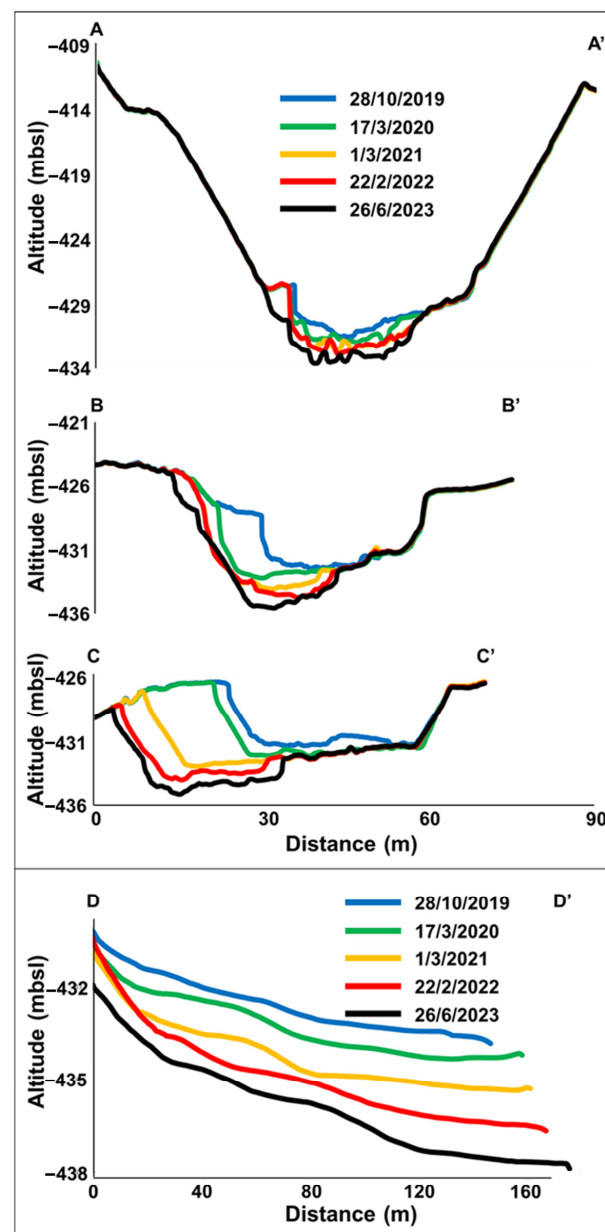 A A’
−409
−414
−419
−424
−429
−434
Altitude (mbsl)
28/10/2019
17/3/2020
1/3/2021
22/2/2022
26/6/2023
B B’
−421
−426
−431
−436
Altitude (mbsl)
C C’
−426
−431
−436
Altitude (mbsl)
0 30 60 90
Distance (m)
D D’
28/10/2019
17/3/2020
1/3/2021
22/2/2022
26/6/2023
−432
−435
−438
Altitude (mbsl)
0 40 80 120 160
Distance (m)